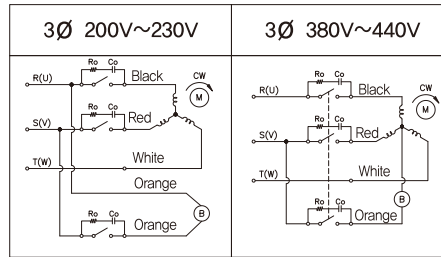 3Ø 200V～230V
Ro Co
R(U) Black CW
M
Ro Co
S(V) Red
T(W) White
Orange
B
Ro Co
Orange
3Ø 380V～440V
Ro Co
R(U) Black CW
M
Ro Co
S(V) Red
T(W) White
B
Ro Co
Orange